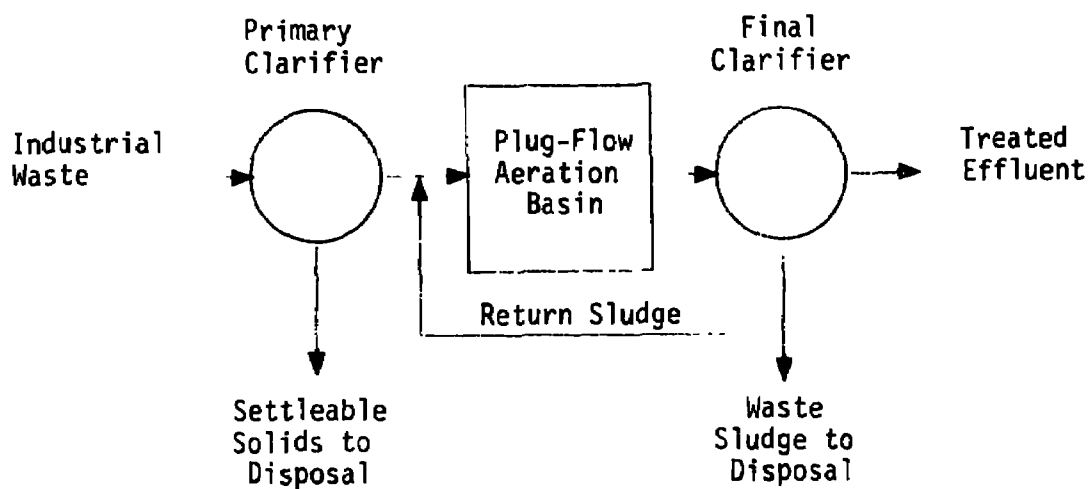 Primary
Clarifier
Final
Clarifier
Industrial
Waste
Plug-Flow
Aeration
Basin
Treated
Effluent
Return Sludge
Settleable
Solids to
Disposal
Waste
Sludge to
Disposal